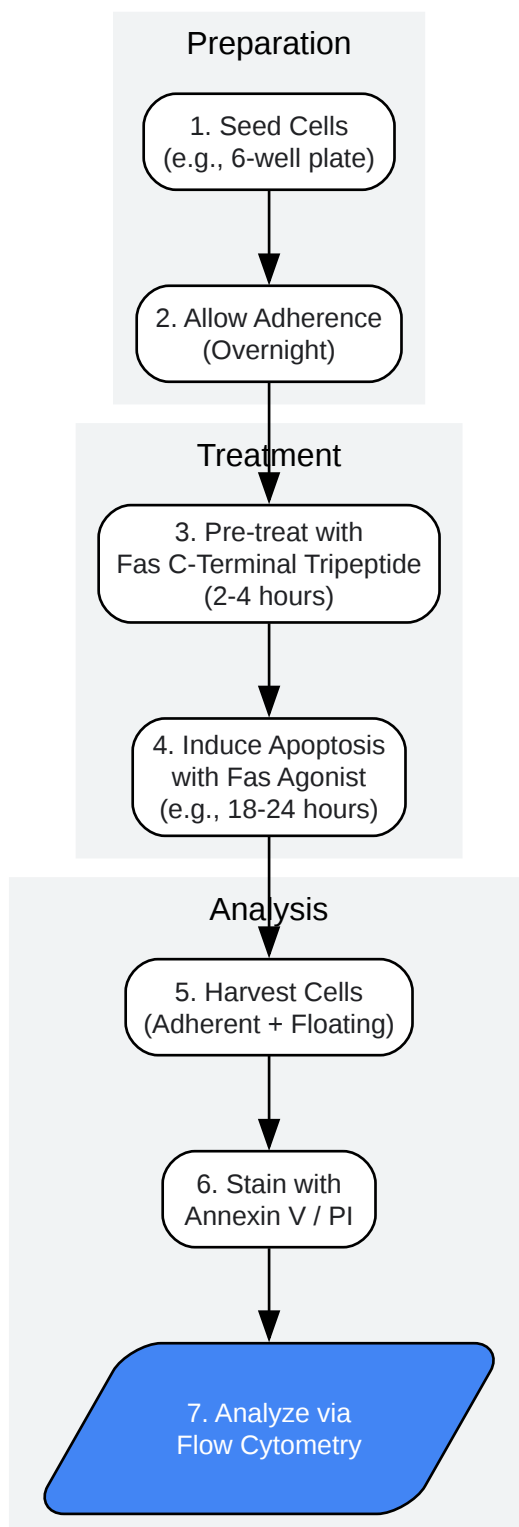 Preparation
1. Seed Cells
(e.g., 6-well plate)
2. Allow Adherence
(Overnight)
Treatment
3. Pre-treat with
Fas C-Terminal Tripeptide
(2-4 hours)
4. Induce Apoptosis
with Fas Agonist
(e.g., 18-24 hours)
Analysis
5. Harvest Cells
(Adherent + Floating)
6. Stain with
Annexin V / PI
7. Analyze via
Flow Cytometry